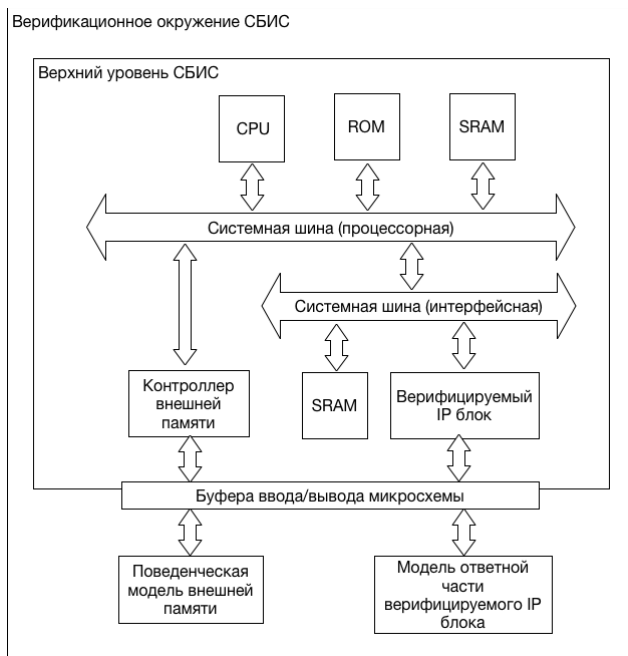 Верификационное окружение СБИС
Верхний уровень СБИС
CPU
ROM
SRAM
Системная шина (процессорная)
Системная шина (интерфейсная)
Контроллер
внешней
памяти
SRAM
Верифицируемый
IP блок
Буфера ввода/вывода микросхемы
Поведенческая
модель внешней
памяти
Модель ответной
части
верифицируемого IP
блока